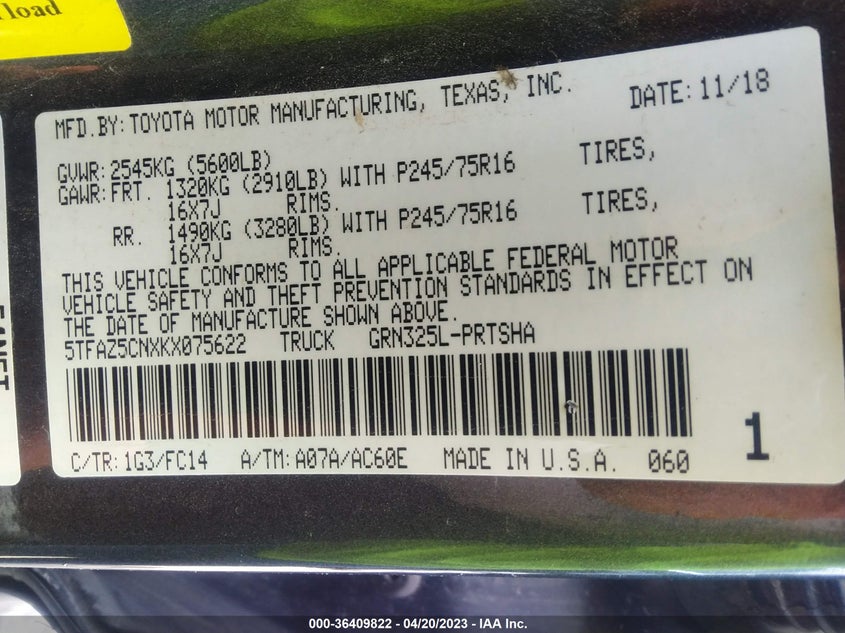 load
MFD.BY:TOYOTA MOTOR MANUFACTURING, TEXAS, INC. DATE:11/18
GVWR:2545KG (5600LB)
GAWR:FRT. 1320KG (2910LB) WITH P245/75R16 TIRES,
16X7J RIMS.
RR. 1490KG (3280LB) WITH P245/75R16 TIRES,
16X7J RIMS.
THIS VEHICLE CONFORMS TO ALL APPLICABLE FEDERAL MOTOR
VEHICLE SAFETY AND THEFT PREVENTION STANDARDS IN EFFECT ON
THE DATE OF MANUFACTURE SHOWN ABOVE.
5TFAZ5CNXKX075622 TRUCK GRN325L-PRTSHA
1
C/TR:1G3/FC14 A/TM:A07A/AC60E MADE IN U.S.A. 060
000-36409822 - 04/20/2023 - IAA Inc.